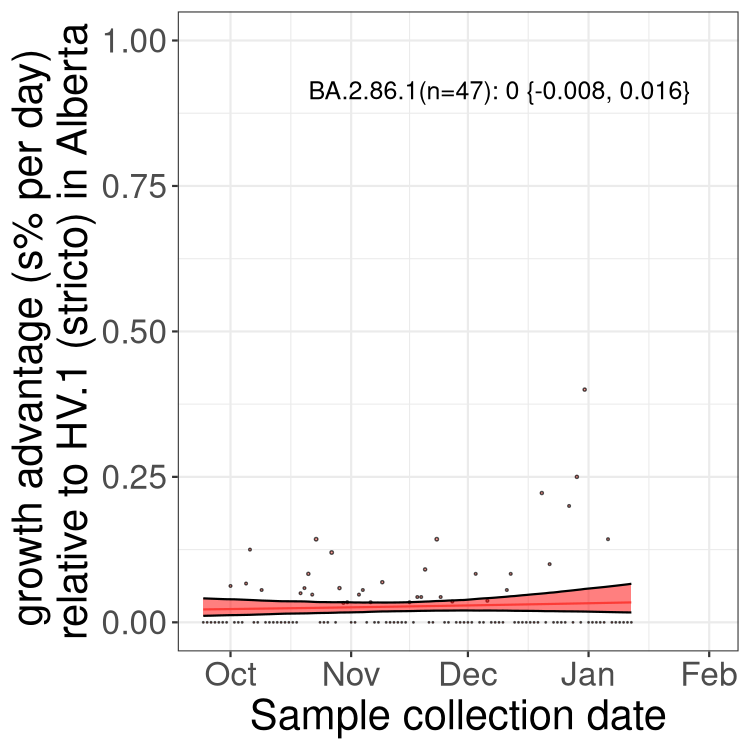 growth advantage (s% per day)
relative to HV.1 (stricto) in Alberta
1.00
0.75
0.50
0.25
0.00
BA.2.86.1(n=47): 0 {-0.008, 0.016}
Oct Nov Dec Jan Feb
Sample collection date